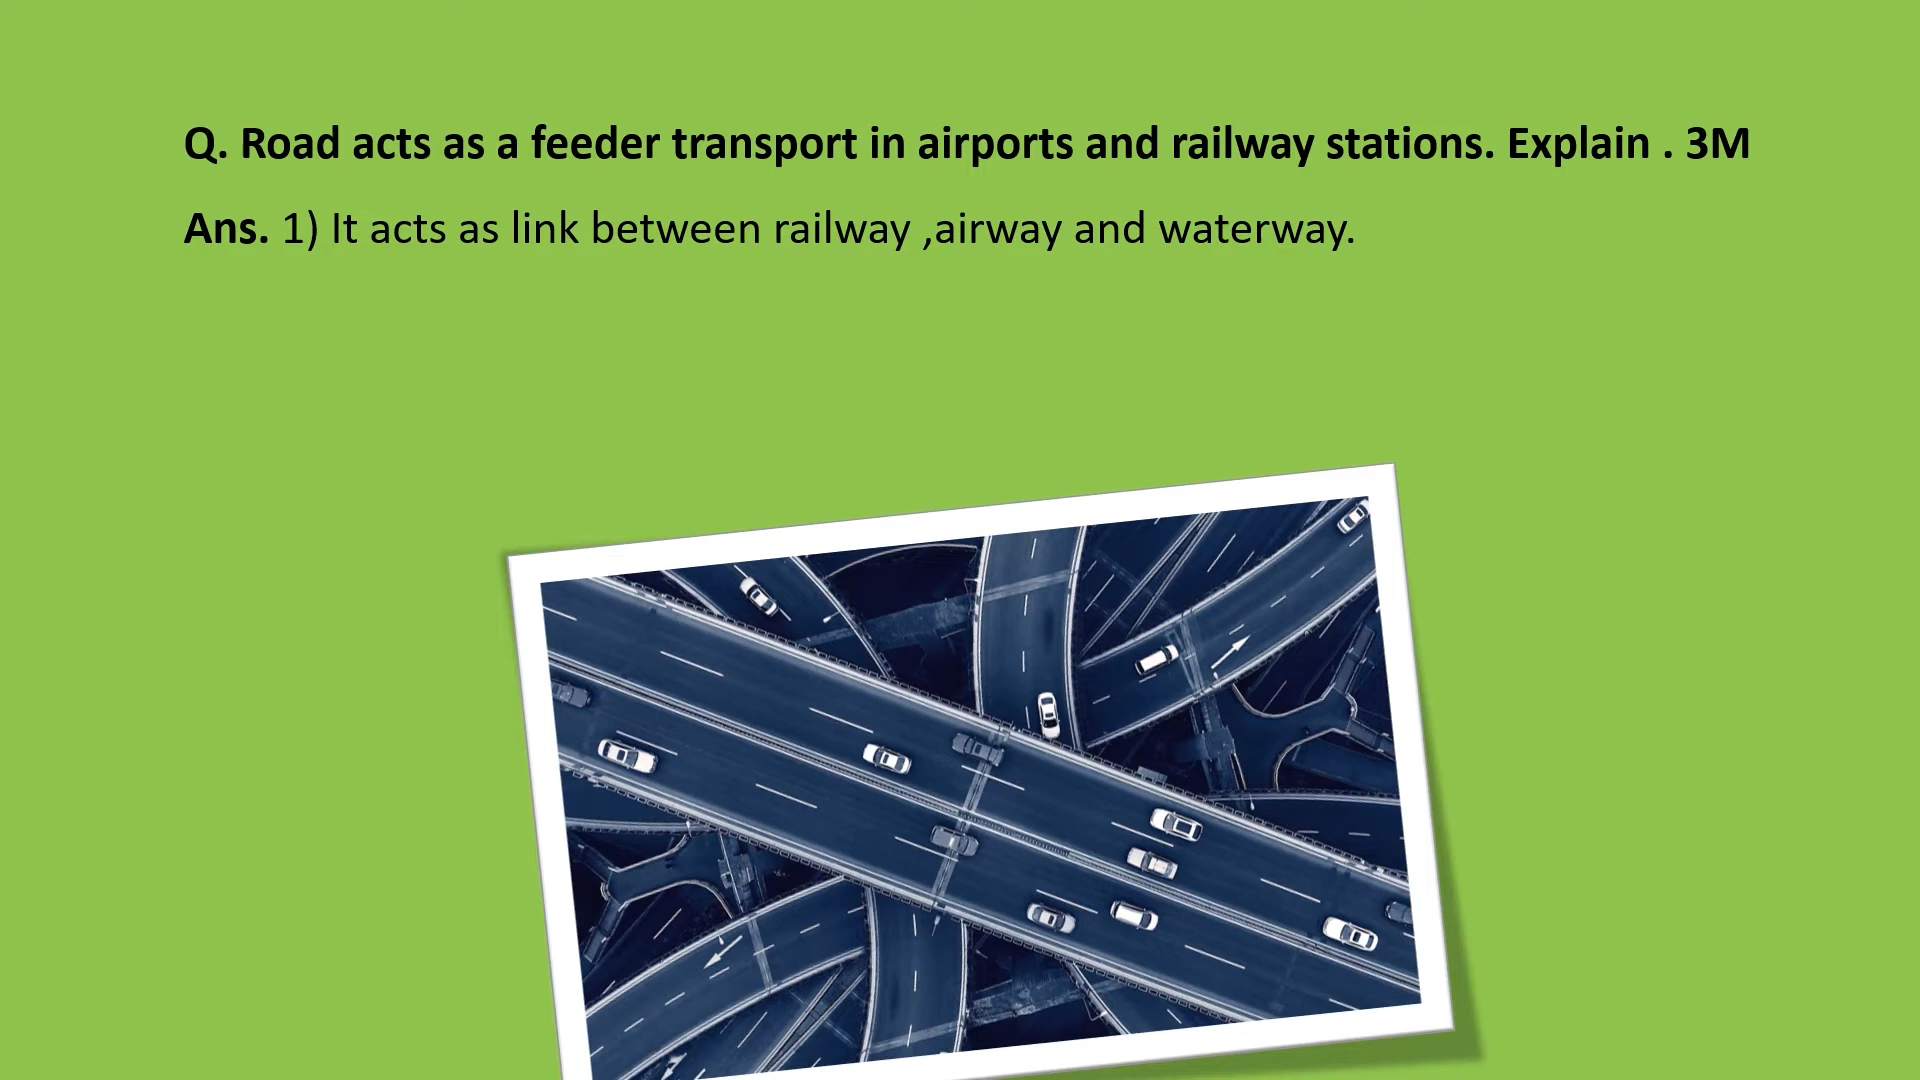 Q. Road acts as a feeder transport in airports and railway stations. Explain . 3M
Ans. 1) It acts as link between railway ,airway and waterway.